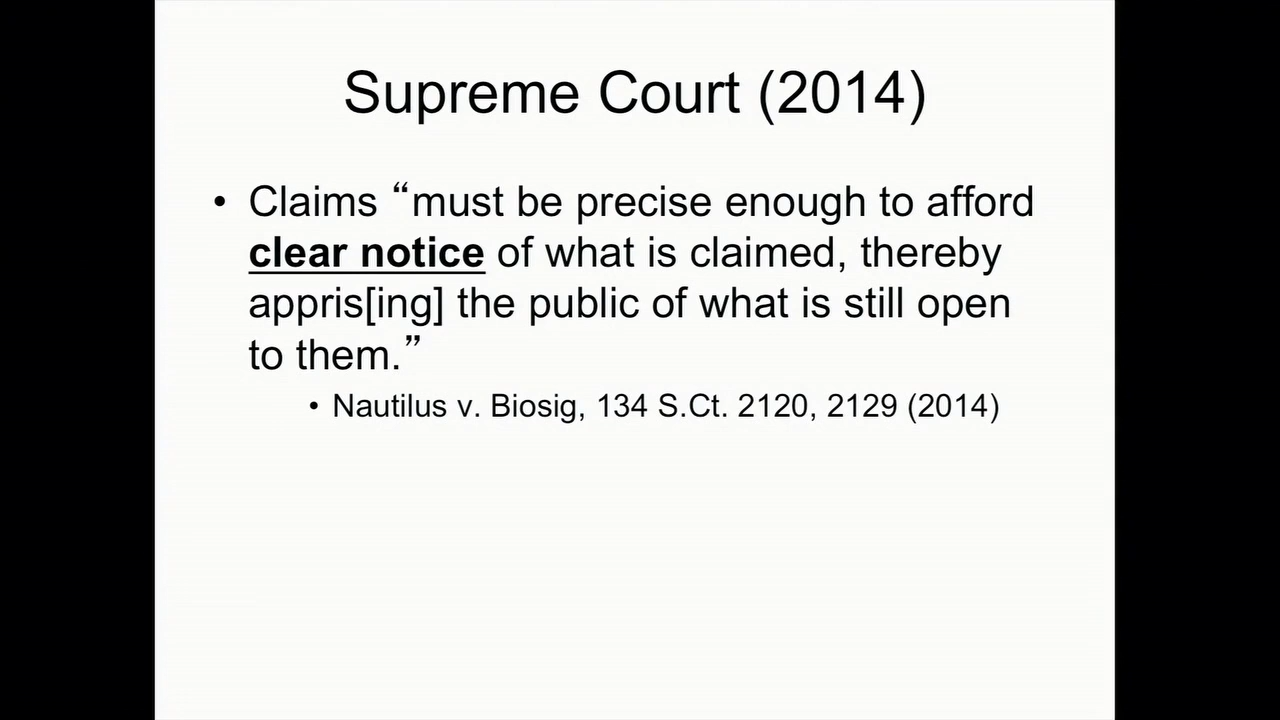 Supreme Court (2014)
• Claims “must be precise enough to afford
clear notice of what is claimed, thereby
appris[ing] the public of what is still open
to them.”
• Nautilus v. Biosig, 134 S.Ct. 2120, 2129 (2014)